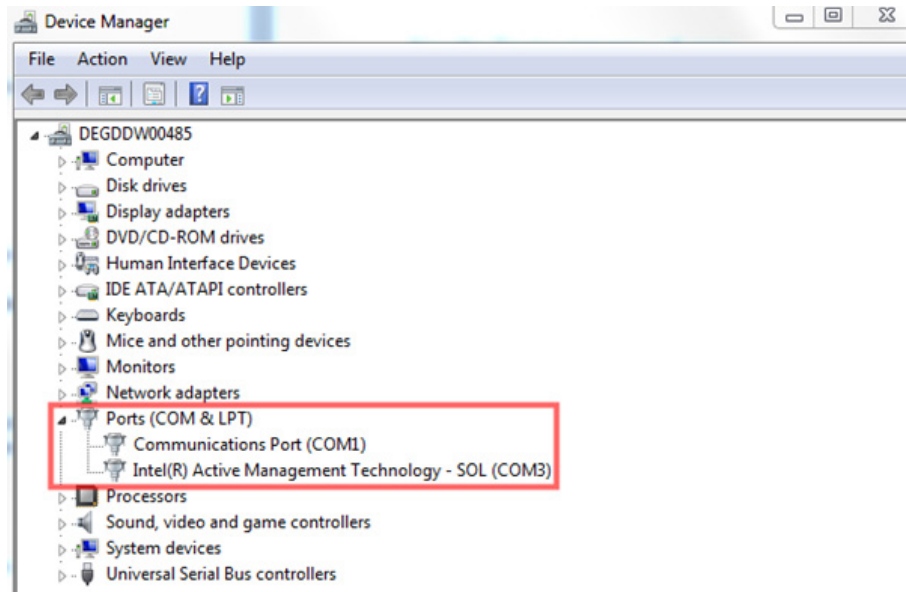 Device Manager
File Action View Help
DEGDDW00485
Computer
Disk drives
Display adapters
DVD/CD-ROM drives
Human Interface Devices
IDE ATA/ATAPI controllers
Keyboards
Mice and other pointing devices
Monitors
Network adapters
Ports (COM & LPT)
Communications Port (COM1)
Intel(R) Active Management Technology - SOL (COM3)
Processors
Sound, video and game controllers
System devices
Universal Serial Bus controllers